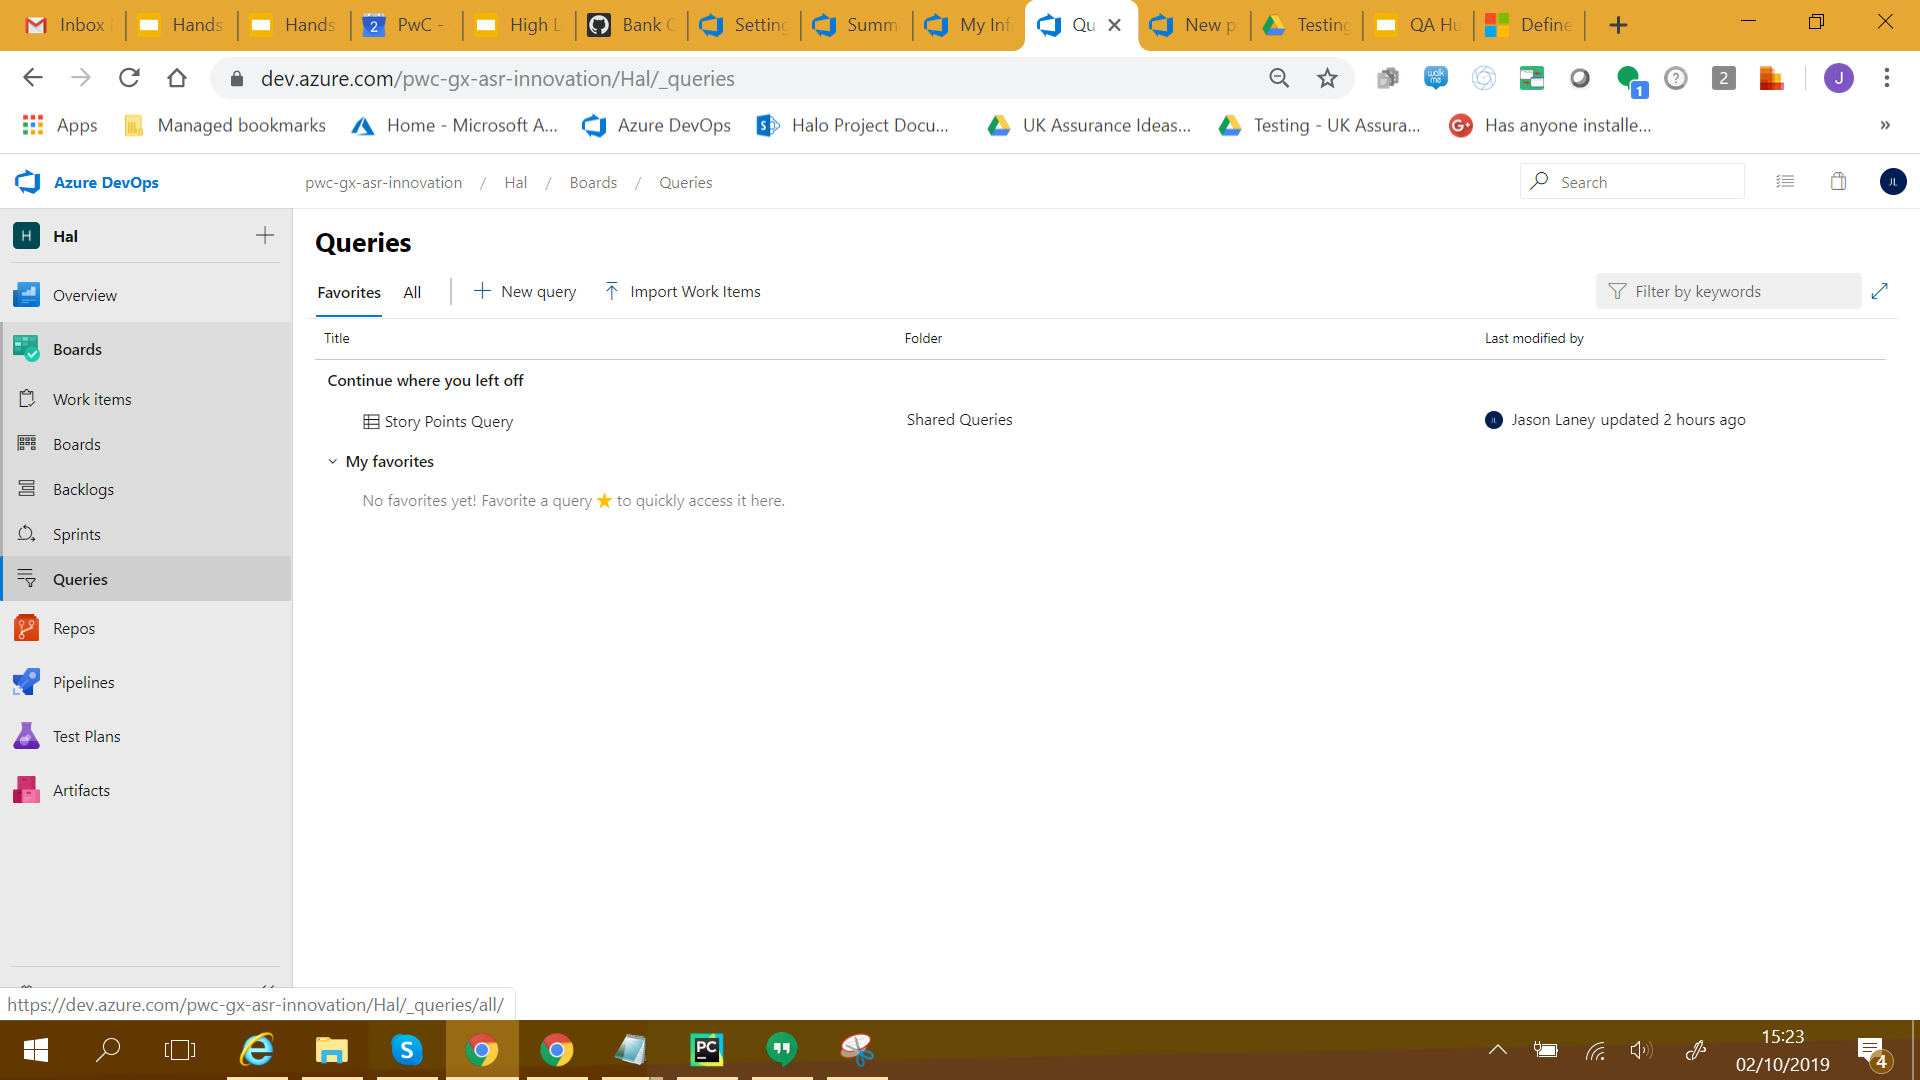 Inbox
Hands
Hands
2
PwC -
High L
Bank C
Setting
Summ
My Inf
Qu
New p
Testing
QA Hu
Define
dev.azure.com/pwc-gx-asr-innovation/Hal/_queries
walk me
1
?
2
J
Apps
Managed bookmarks
Home - Microsoft A...
Azure DevOps
Halo Project Docu...
UK Assurance Ideas...
Testing - UK Assura...
G+
Has anyone installe...
»
Azure DevOps
pwc-gx-asr-innovation / Hal / Boards / Queries
Search
JL
H
Hal
Queries
Overview
Favorites
All
New query
Import Work Items
Filter by keywords
Boards
Title
Folder
Last modified by
Work items
Continue where you left off
Boards
Story Points Query
Shared Queries
JL
Jason Laney updated 2 hours ago
Backlogs
My favorites
Sprints
No favorites yet! Favorite a query ★ to quickly access it here.
Queries
Repos
Pipelines
Test Plans
Artifacts
https://dev.azure.com/pwc-gx-asr-innovation/Hal/_queries/all/
S
PC
15:23
02/10/2019
4